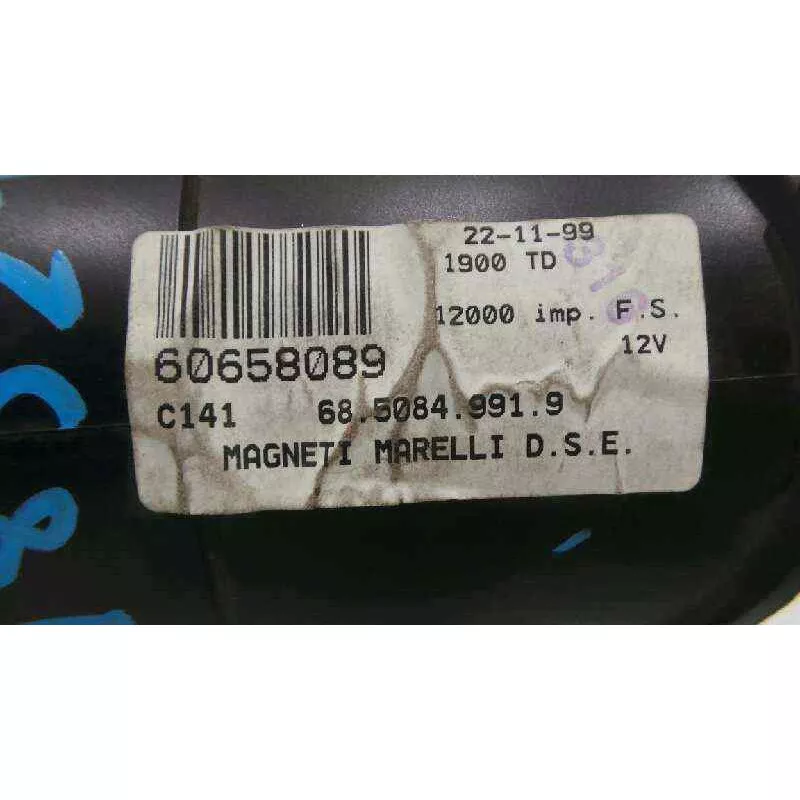 22-11-99
1900 TD
12000 imp. F.S.
12V
60658089
C141 68.5084.991.9
MAGNETI MARELLI D.S.E.